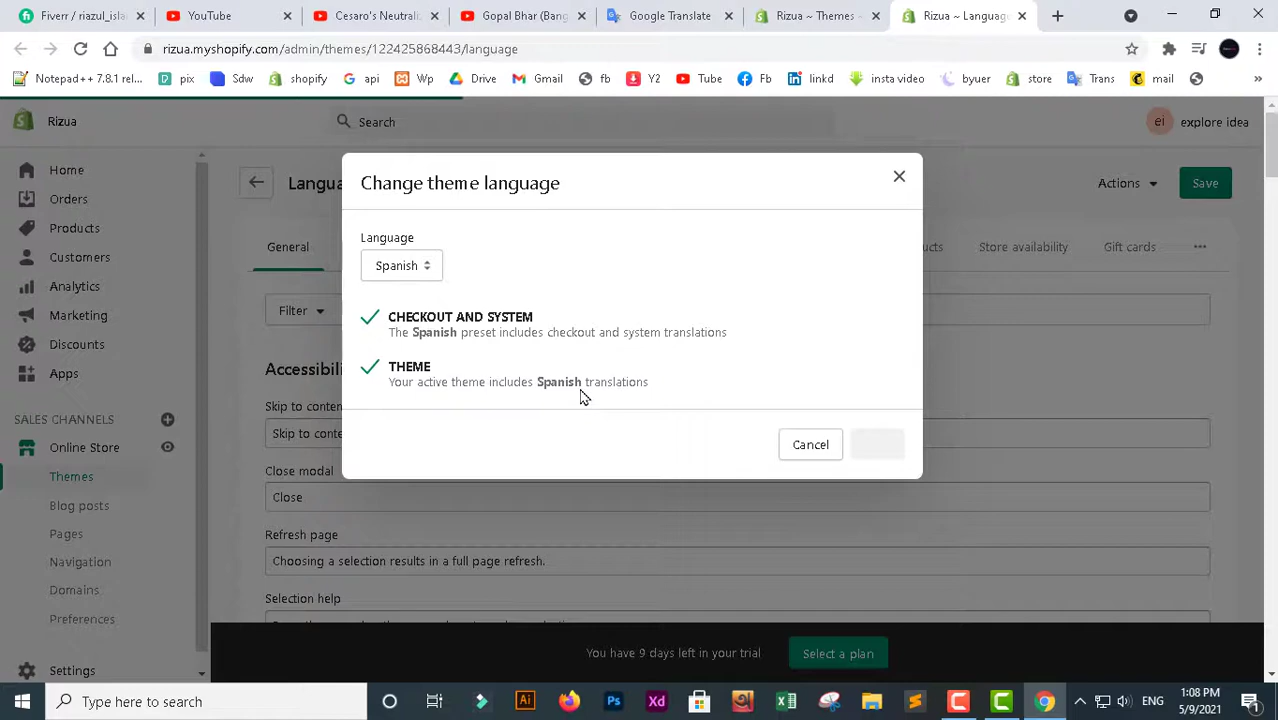 Fiverr / rizul_isla
YouTube
Cesaro's Neutraliz
Gopal Bhar (Bang
Google Translate
Rizua ~ Themes ~
Rizua ~ Language
rizua.myshopify.com/admin/themes/122425868443/language
Notepad++ 7.8.1 rel...
pix
Sdw
shopify
api
Wp
Drive
Gmail
fb
Y2
Tube
Fb
linkd
insta video
byuer
store
Trans
mail
Rizua
Search
ei
explore idea
Home
Orders
Products
Customers
Analytics
Marketing
Discounts
Apps
SALES CHANNELS
Online Store
Themes
Blog posts
Pages
Navigation
Domains
Preferences
Settings
Actions
Save
General
Store availability
Gift cards
Filter
Skip to content
Close modal
Close
Refresh page
Choosing a selection results in a full page refresh.
Selection help
Change theme language
Language
Spanish
CHECKOUT AND SYSTEM
The Spanish preset includes checkout and system translations
THEME
Your active theme includes Spanish translations
Cancel
You have 9 days left in your trial
Select a plan
Type here to search
ENG
1:08 PM
5/9/2021